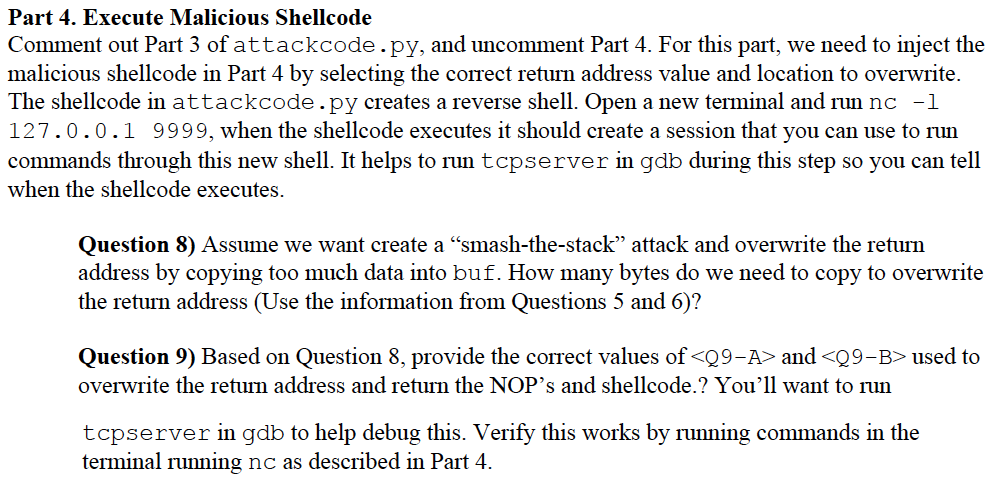 Part 4. Execute Malicious Shellcode
Comment out Part 3 of attackcode.py, and uncomment Part 4. For this part, we need to inject the
malicious shellcode in Part 4 by selecting the correct return address value and location to overwrite.
The shellcode in attackcode.py creates a reverse shell. Open a new terminal and run nc -l
127.0.0.1 9999, when the shellcode executes it should create a session that you can use to run
commands through this new shell. It helps to run tcpserver in gdb during this step so you can tell
when the shellcode executes.
Question 8) Assume we want create a “smash-the-stack” attack and overwrite the return
address by copying too much data into buf. How many bytes do we need to copy to overwrite
the return address (Use the information from Questions 5 and 6)?
Question 9) Based on Question 8, provide the correct values of <Q9-A> and <Q9-B> used to
overwrite the return address and return the NOP’s and shellcode.? You’ll want to run
tcpserver in gdb to help debug this. Verify this works by running commands in the
terminal running nc as described in Part 4.